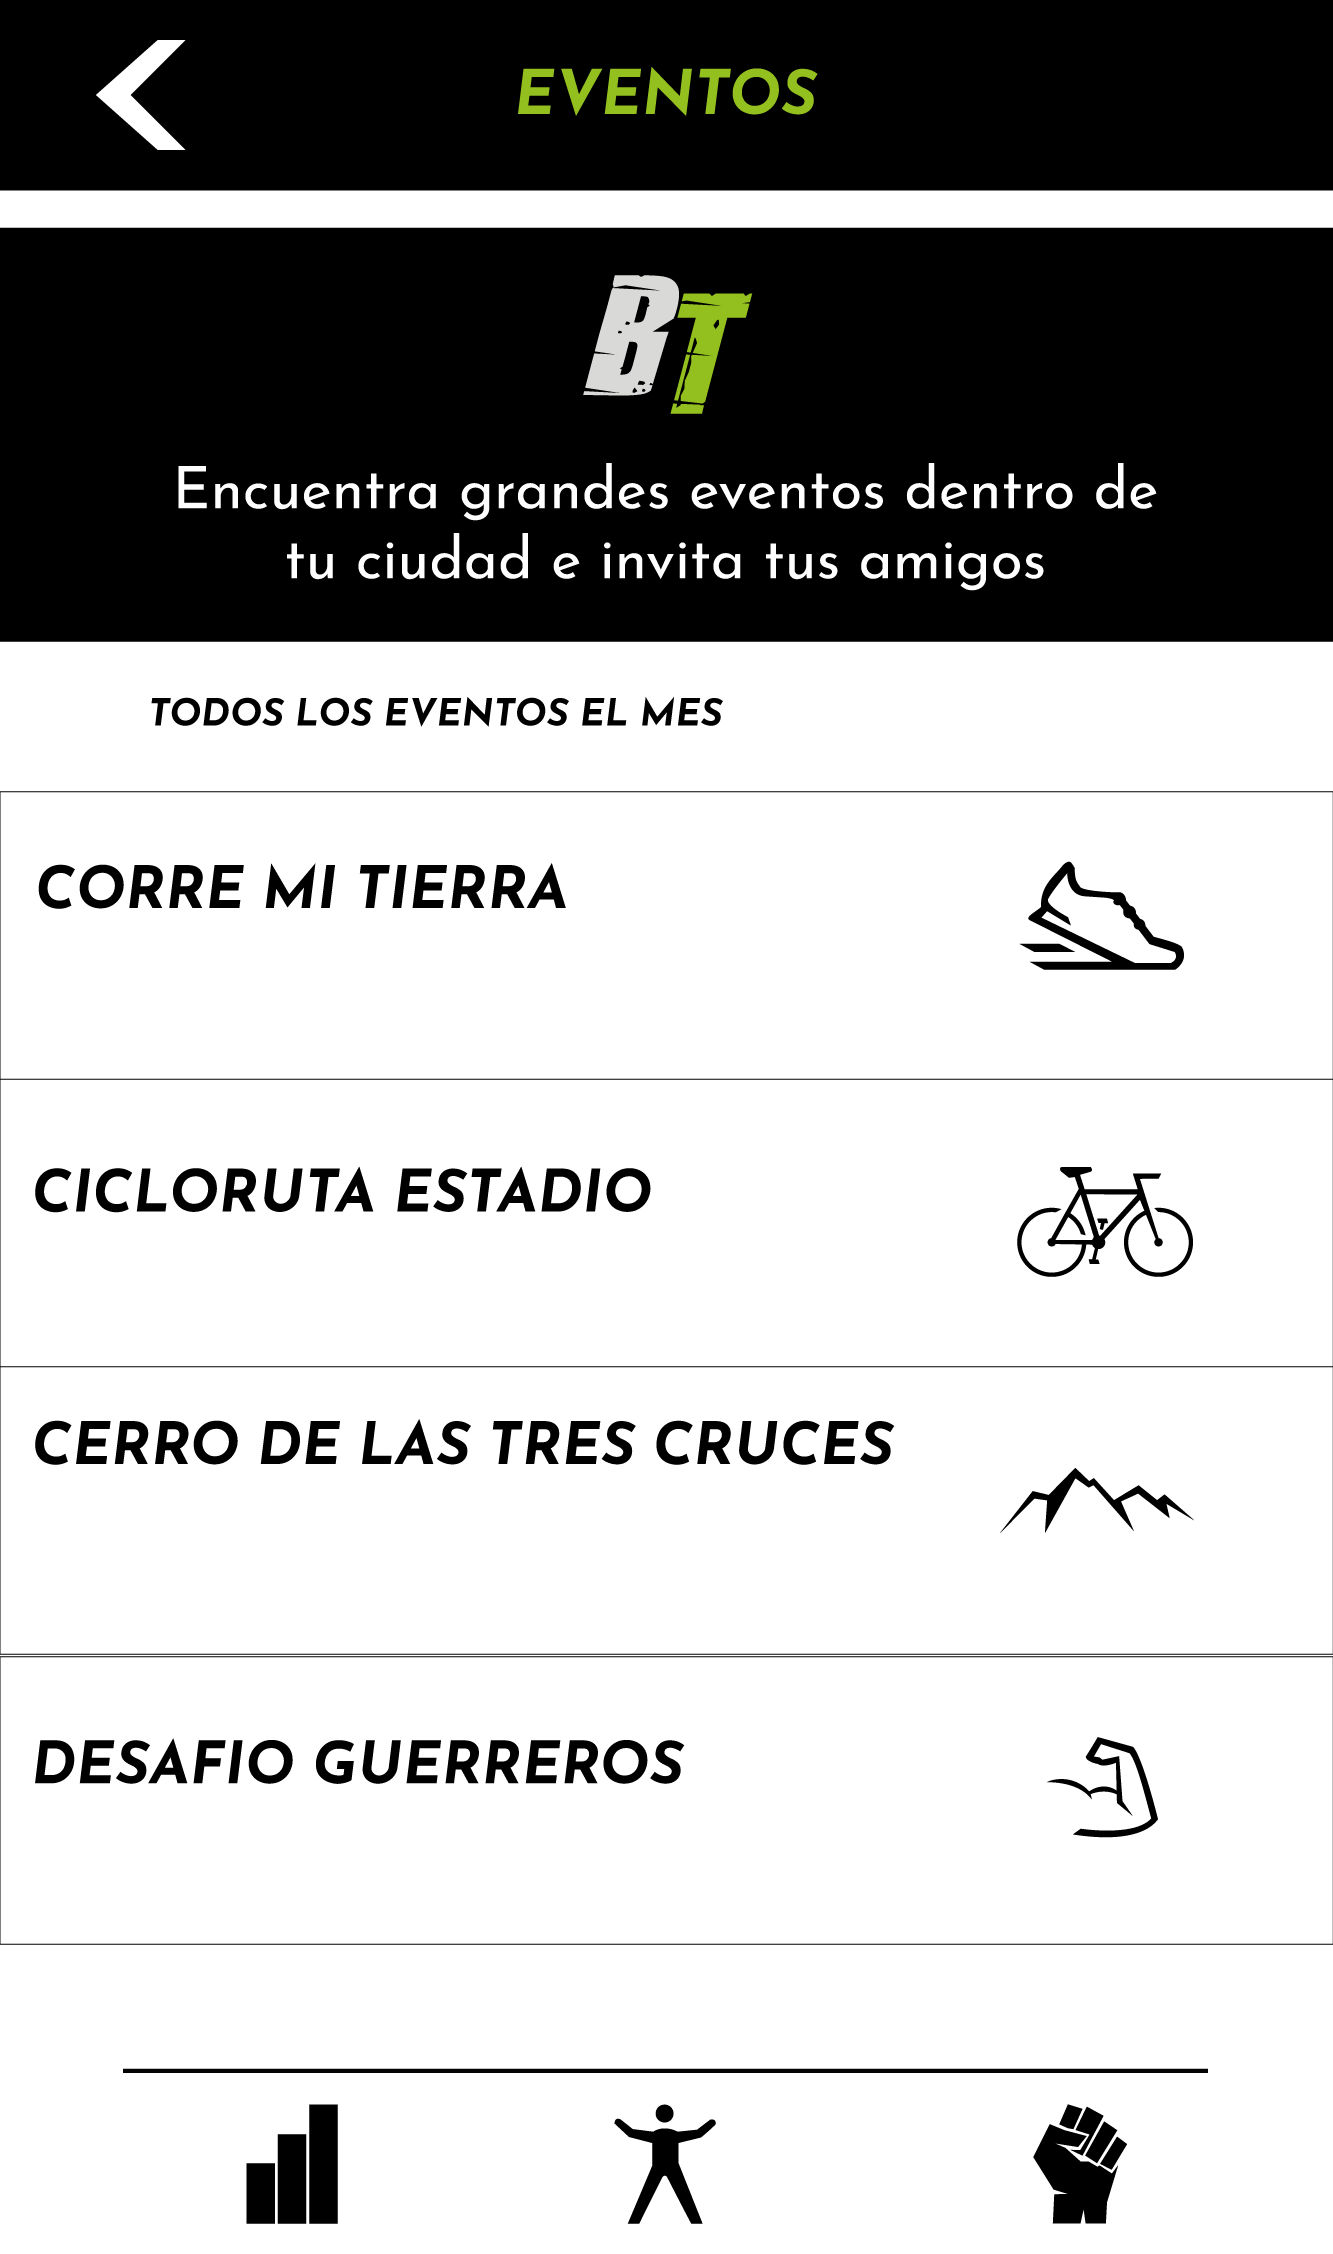 EVENTOS
BT
Encuentra grandes eventos dentro de
tu ciudad e invita tus amigos
TODOS LOS EVENTOS EL MES
CORRE MI TIERRA
CICLORUTA ESTADIO
CERRO DE LAS TRES CRUCES
DESAFIO GUERREROS